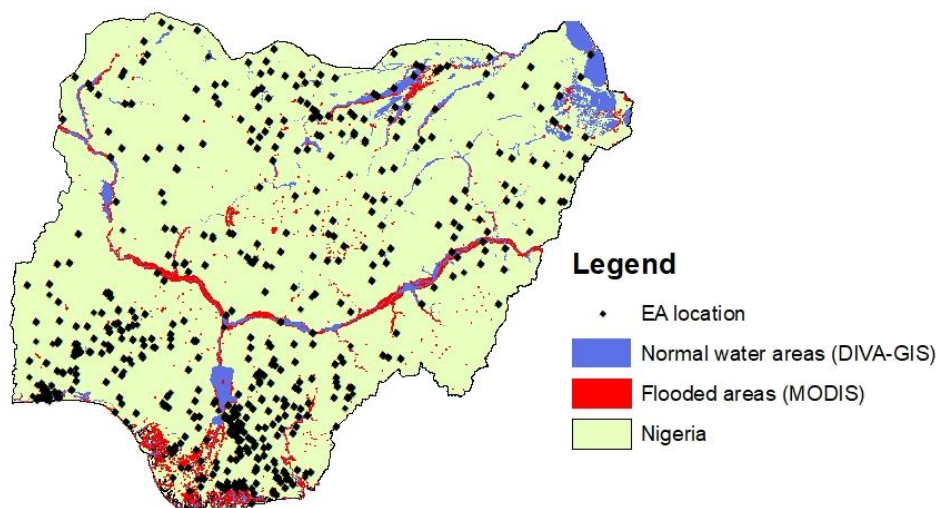 Legend
EA location
Normal water areas (DIVA-GIS)
Flooded areas (MODIS)
Nigeria